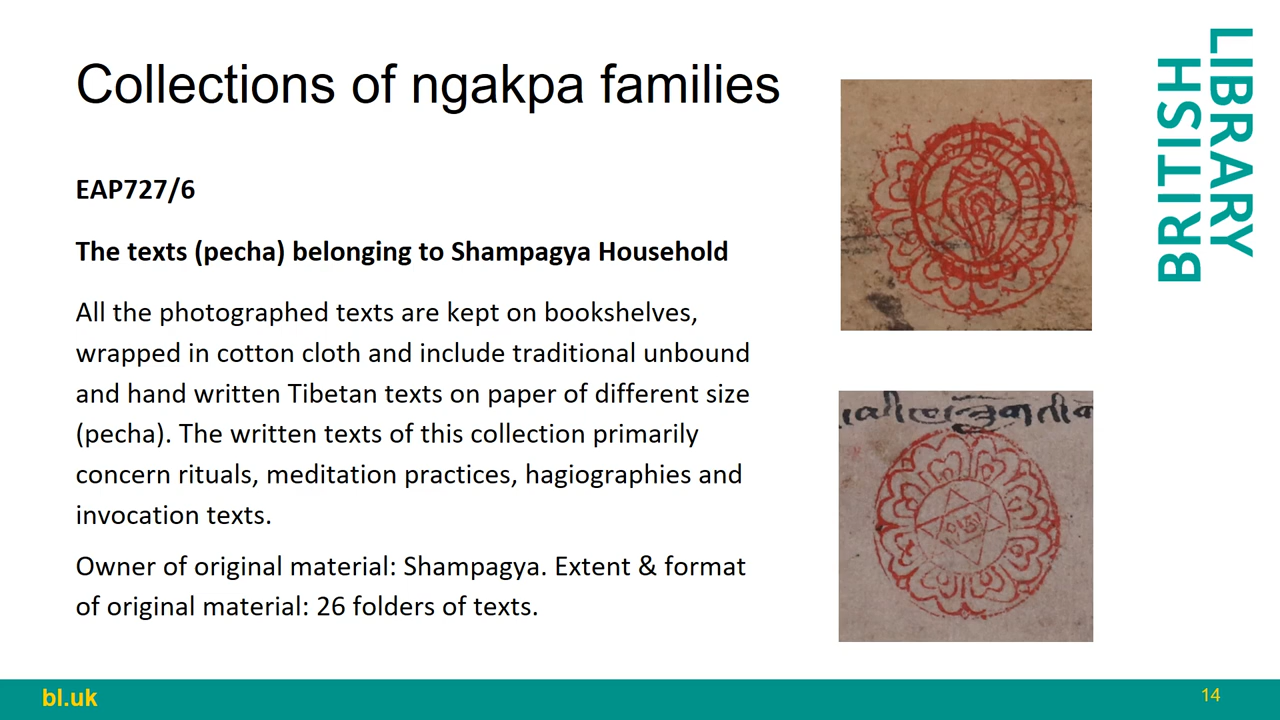 Collections of ngakpa families
EAP727/6
The texts (pecha) belonging to Shampagya Household
All the photographed texts are kept on bookshelves,
wrapped in cotton cloth and include traditional unbound
and hand written Tibetan texts on paper of different size
(pecha). The written texts of this collection primarily
concern rituals, meditation practices, hagiographies and
invocation texts.
Owner of original material: Shampagya. Extent & format
of original material: 26 folders of texts.
BRITISH
LIBRARY
bl.uk
14